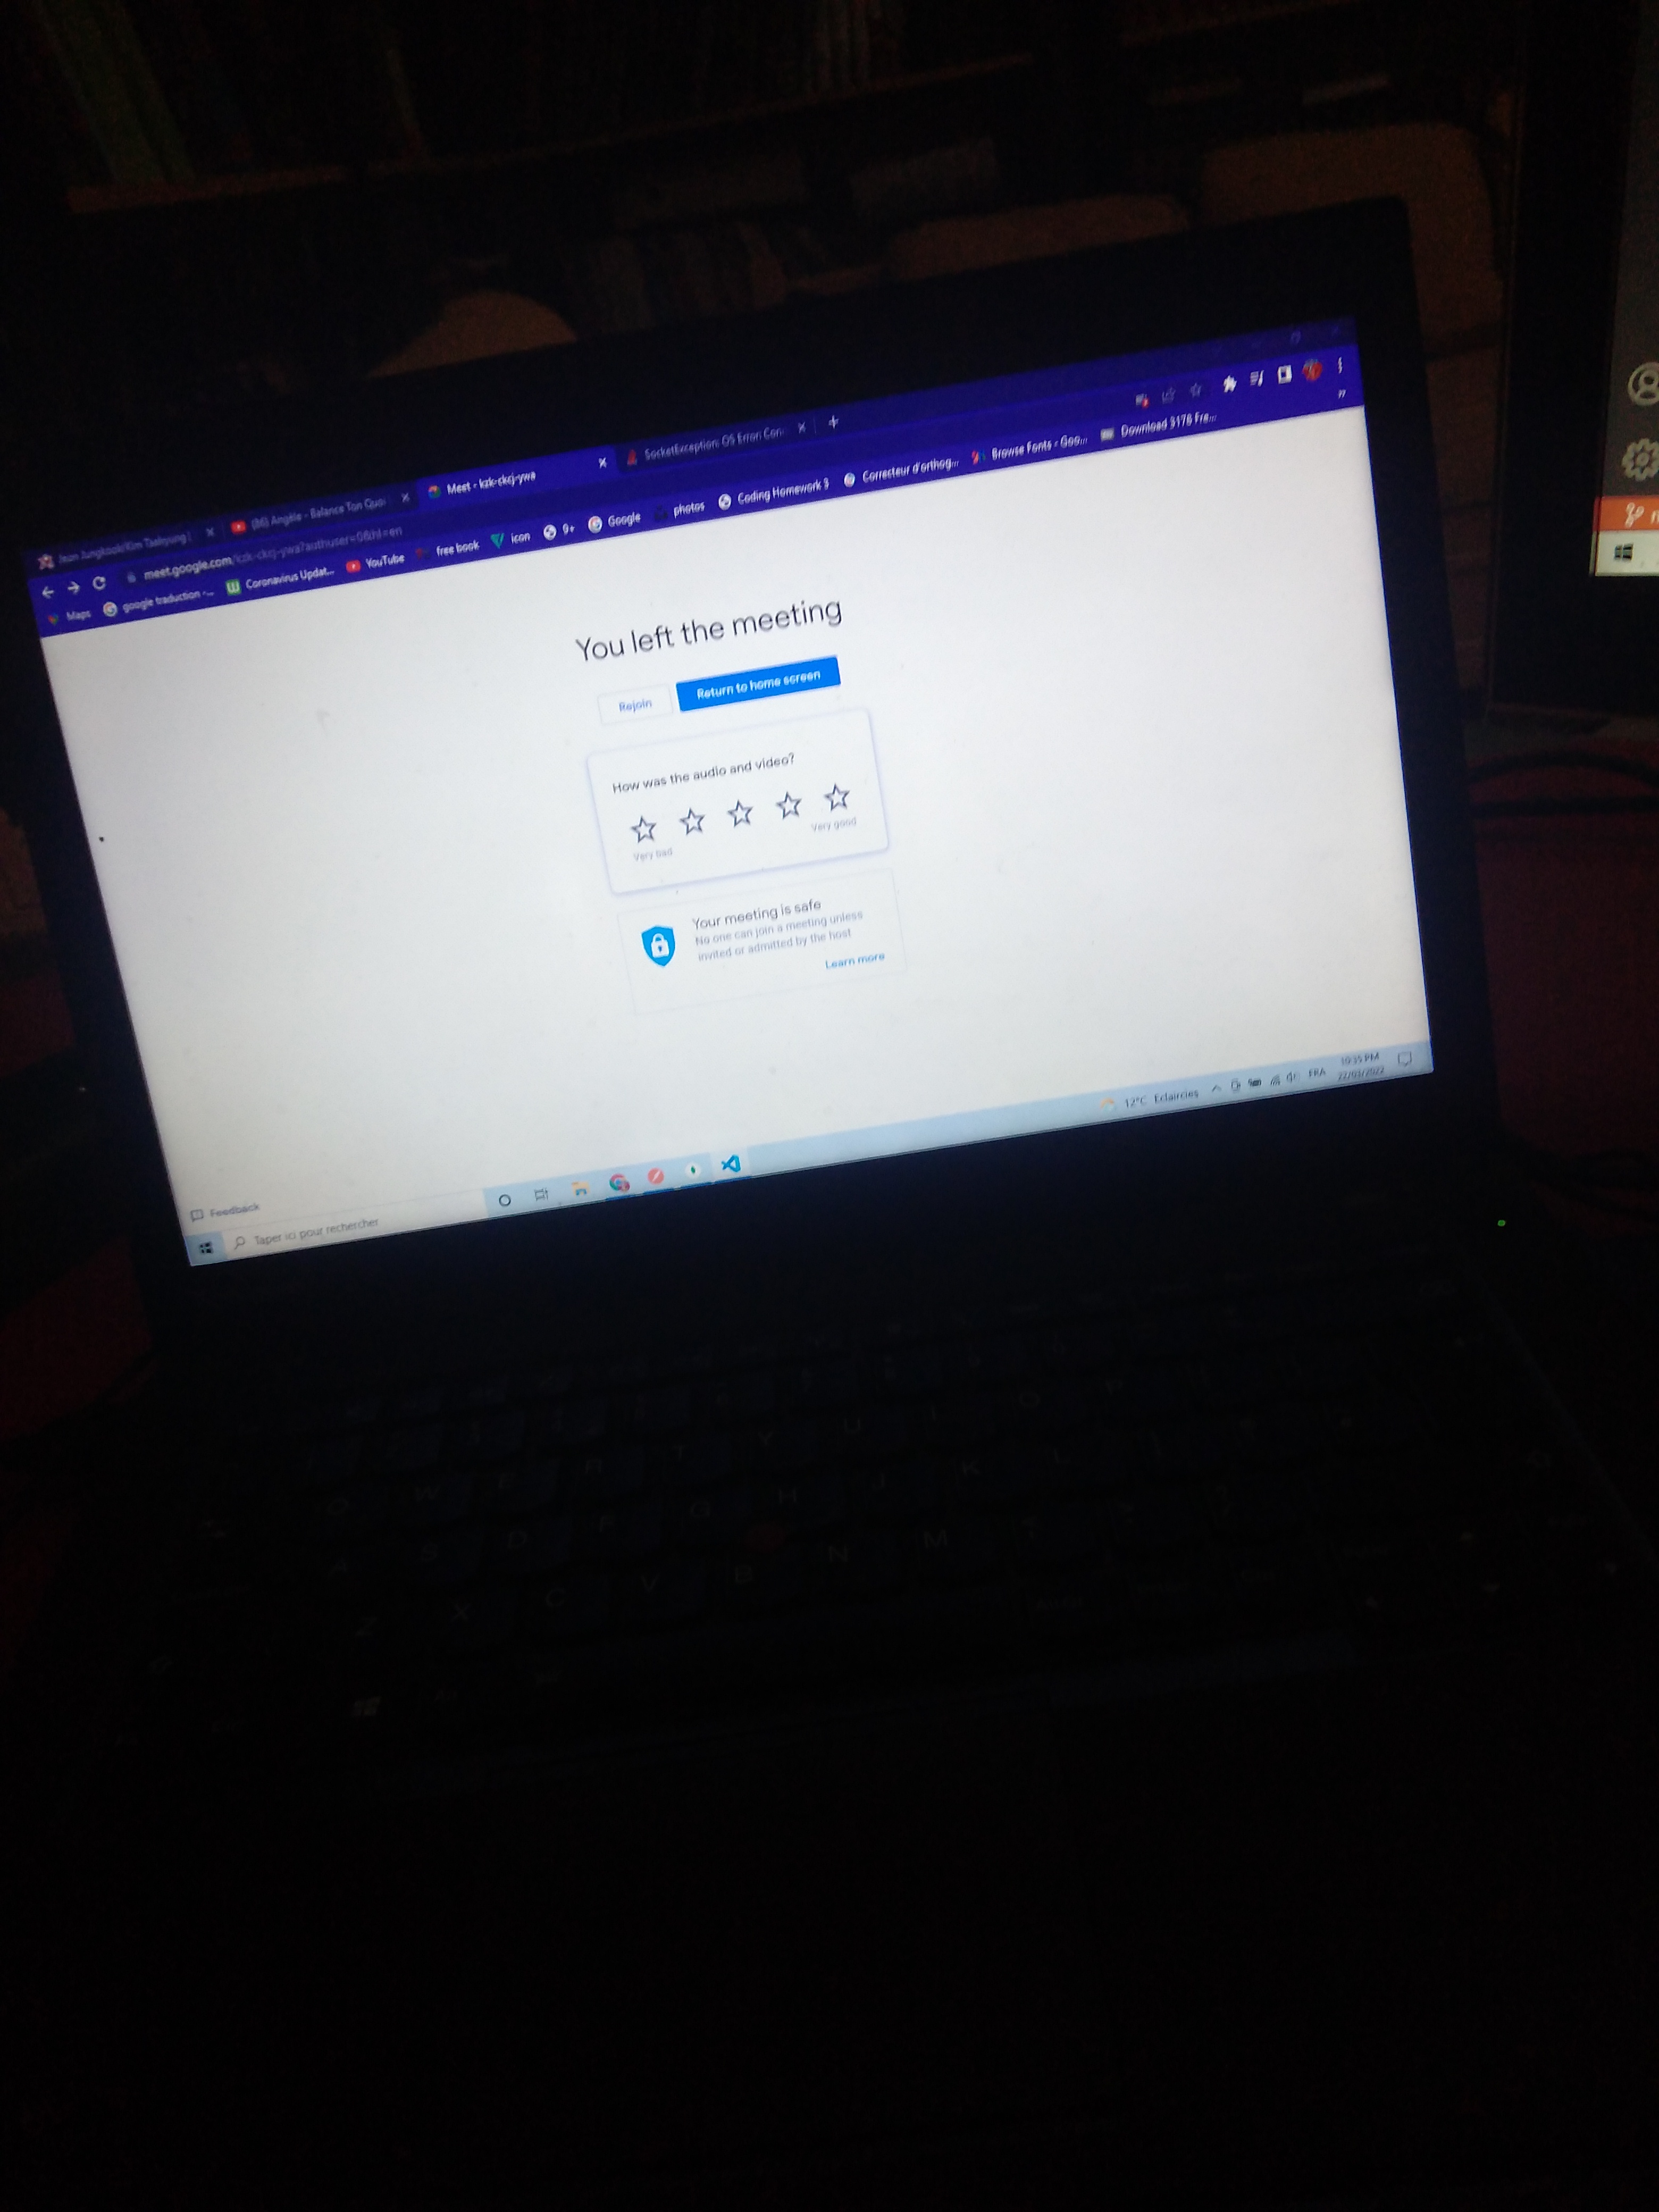 Jeon Jungkook/Kim Taehyung
Angèle - Balance Ton Quo
Meet - kzk-ckcj-ywa
SocketException: OS Error: Con
meet.google.com/kzk-ckcj-ywa?authuser=0&hl=en
Maps
google traduction -...
Coronavirus Updat...
YouTube
free book
icon
9+
Google
photos
Coding Homework 3
Correcteur d'orthog...
Browse Fonts - Goo...
Download 3176 Fre...
You left the meeting
Rejoin
Return to home screen
How was the audio and video?
Very bad
Very good
Your meeting is safe
No one can join a meeting unless
invited or admitted by the host
Learn more
Feedback
Taper ici pour rechercher
12°C Eclaircies
FRA
10:35 PM
22/03/2022
W E R T Y U
D F G H J K L
X C V B N M